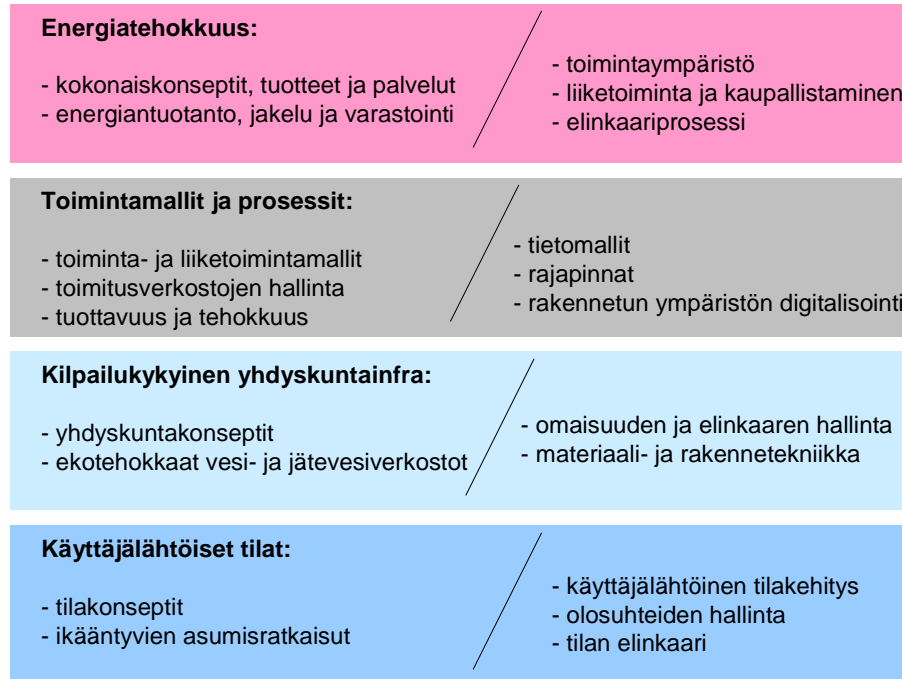 Energiatehokkuus:
- kokonaiskonseptit, tuotteet ja palvelut
- energiantuotanto, jakelu ja varastointi
- toimintaympäristö
- liiketoiminta ja kaupallistaminen
- elinkaariprosessi
Toimintamallit ja prosessit:
- toiminta- ja liiketoimintamallit
- toimitusverkostojen hallinta
- tuottavuus ja tehokkuus
- tietomallit
- rajapinnat
- rakennetun ympäristön digitalisointi
Kilpailukykyinen yhdyskuntainfra:
- yhdyskuntakonseptit
- ekotehokkaat vesi- ja jätevesiverkostot
- omaisuuden ja elinkaaren hallinta
- materiaali- ja rakennetekniikka
Käyttäjälähtöiset tilat:
- tilakonseptit
- ikääntyvien asumisratkaisut
- käyttäjälähtöinen tilakehitys
- olosuhteiden hallinta
- tilan elinkaari